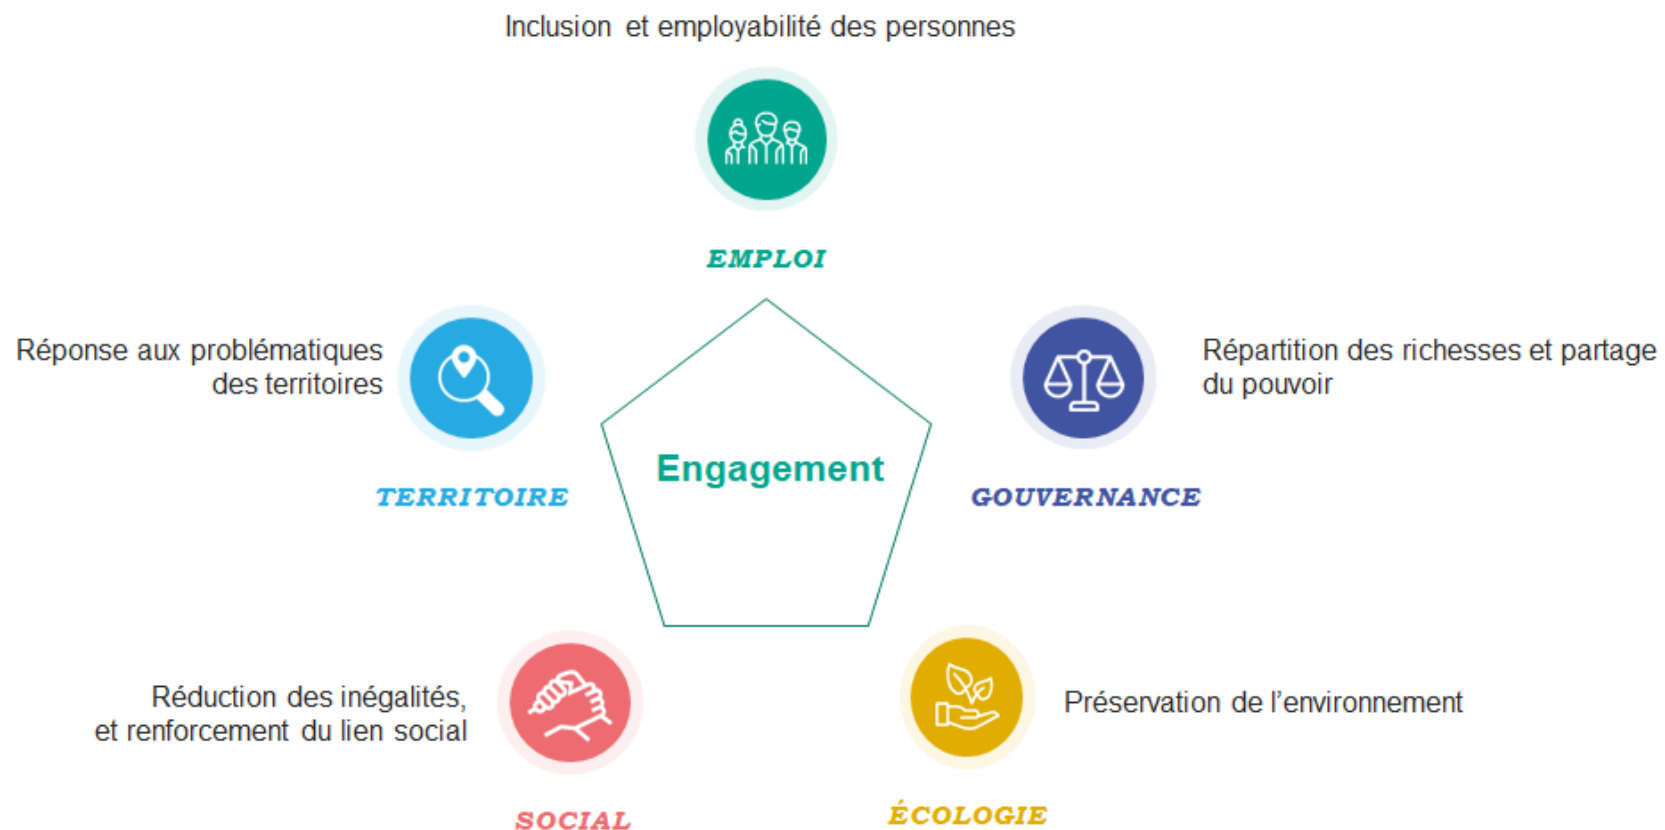 Inclusion et employabilité des personnes
EMPLOI
Réponse aux problématiques
des territoires
TERRITOIRE
Engagement
Répartition des richesses et partage
du pouvoir
GOUVERNANCE
Réduction des inégalités,
et renforcement du lien social
SOCIAL
Préservation de l’environnement
ÉCOLOGIE